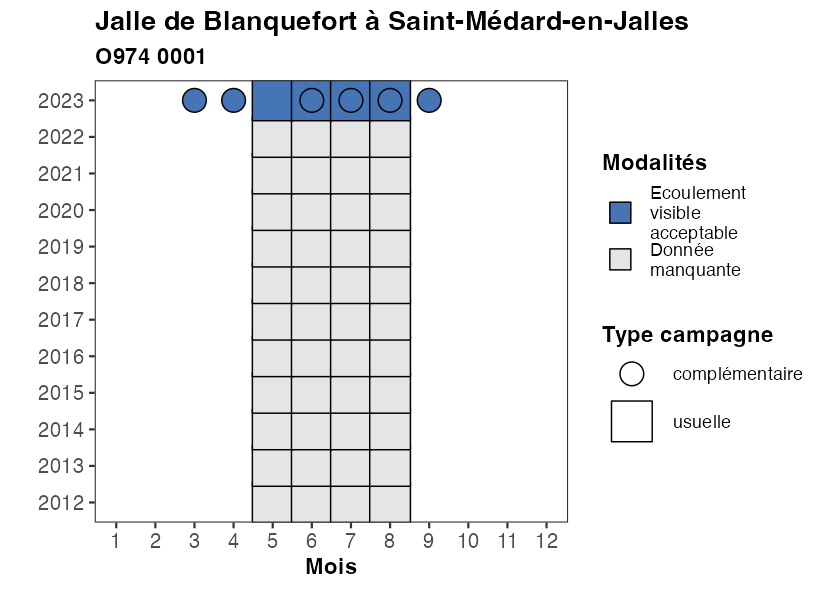 Jalle de Blanquefort à Saint-Médard-en-Jalles
O974 0001
2023
2022
2021
2020
2019
2018
2017
2016
2015
2014
2013
2012
1 2 3 4 5 6 7 8 9 10 11 12
Mois
Modalités
Ecoulement
visible
acceptable
Donnée
manquante
Type campagne
complémentaire
usuelle